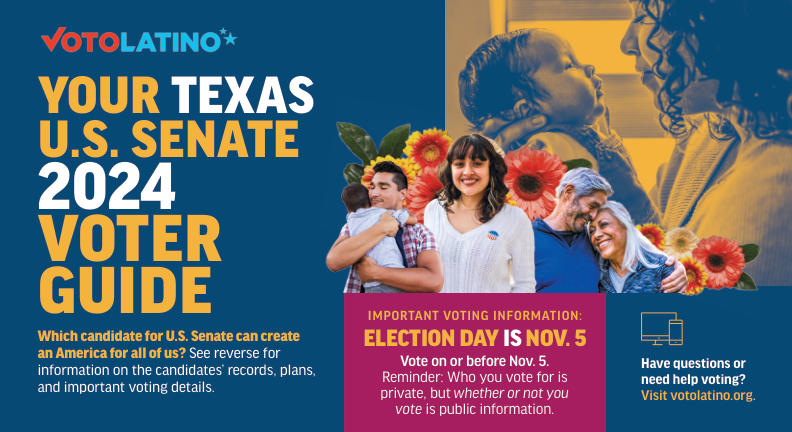 VOTOLATINO
YOUR TEXAS
U.S. SENATE
2024
VOTER
GUIDE
Which candidate for U.S. Senate can create
an America for all of us? See reverse for
information on the candidates' records, plans,
and important voting details.
IMPORTANT VOTING INFORMATION:
ELECTION DAY IS NOV. 5
Vote on or before Nov. 5.
Reminder: Who you vote for is
private, but whether or not you
vote is public information.
Have questions or
need help voting?
Visit votolatino.org.